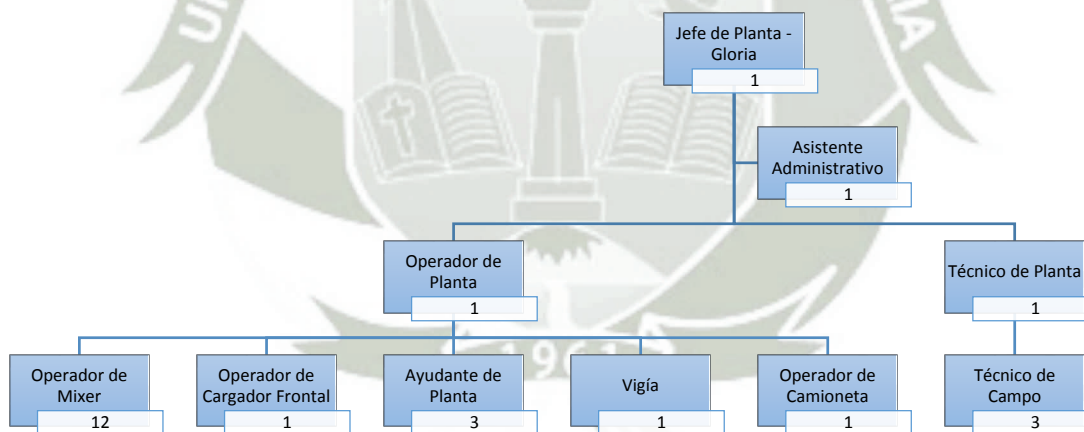 Jefe de Planta -
Gloria
1
Asistente
Administrativo
1
Operador de
Planta
1
Técnico de Planta
1
Operador de
Mixer
12
Operador de
Cargador Frontal
1
Ayudante de
Planta
3
Vigía
1
Operador de
Camioneta
1
Técnico de
Campo
3